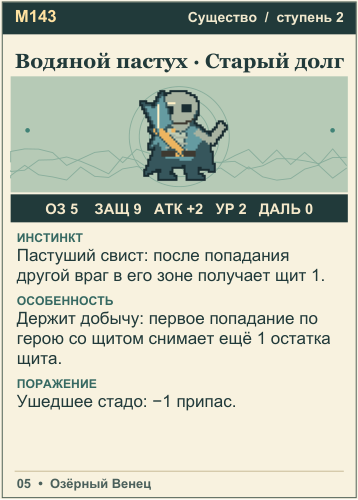 М143
Существо / ступень 2
Водяной пастух · Старый долг
ОЗ 5 ЗАЩ 9 АТК +2 УР 2 ДАЛЬ 0
ИНСТИНКТ
Пастуший свист: после попадания
другой враг в его зоне получает щит 1.
ОСОБЕННОСТЬ
Держит добычу: первое попадание по
герою со щитом снимает ещё 1 остатка
щита.
ПОРАЖЕНИЕ
Ушедшее стадо: −1 припас.
05 • Озёрный Венец